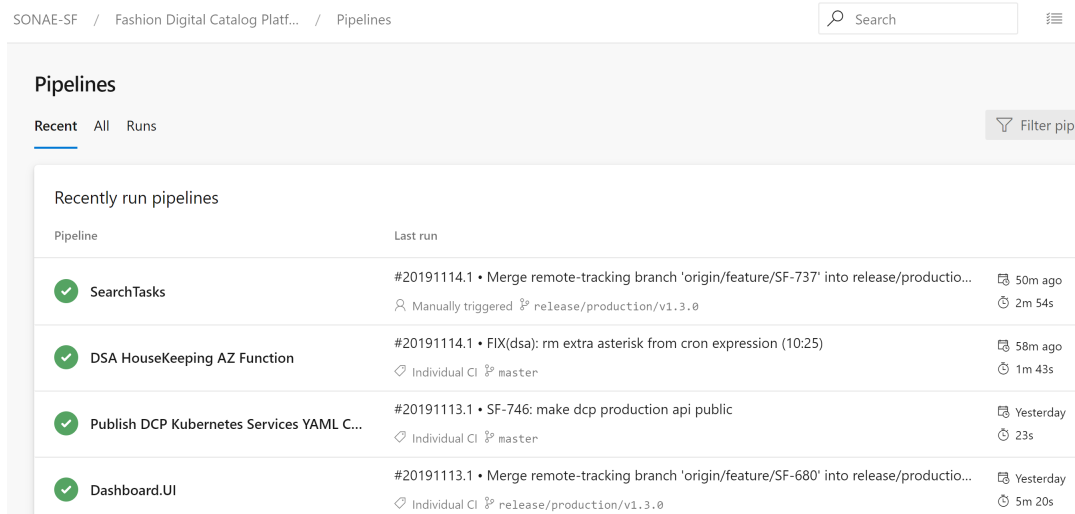 SONAE-SF / Fashion Digital Catalog Platf... / Pipelines
Search
Pipelines
Recent All Runs
Filter pip
Recently run pipelines
Pipeline Last run
#20191114.1 • Merge remote-tracking branch 'origin/feature/SF-737' into release/productio...
50m ago
SearchTasks
Manually triggered release/production/v1.3.0
2m 54s
#20191114.1 • FIX(dsa): rm extra asterisk from cron expression (10:25)
58m ago
DSA HouseKeeping AZ Function
Individual CI master
1m 43s
#20191113.1 • SF-746: make dcp production api public
Yesterday
Publish DCP Kubernetes Services YAML C...
Individual CI master
23s
#20191113.1 • Merge remote-tracking branch 'origin/feature/SF-680' into release/productio...
Yesterday
Dashboard.UI
Individual CI release/production/v1.3.0
5m 20s